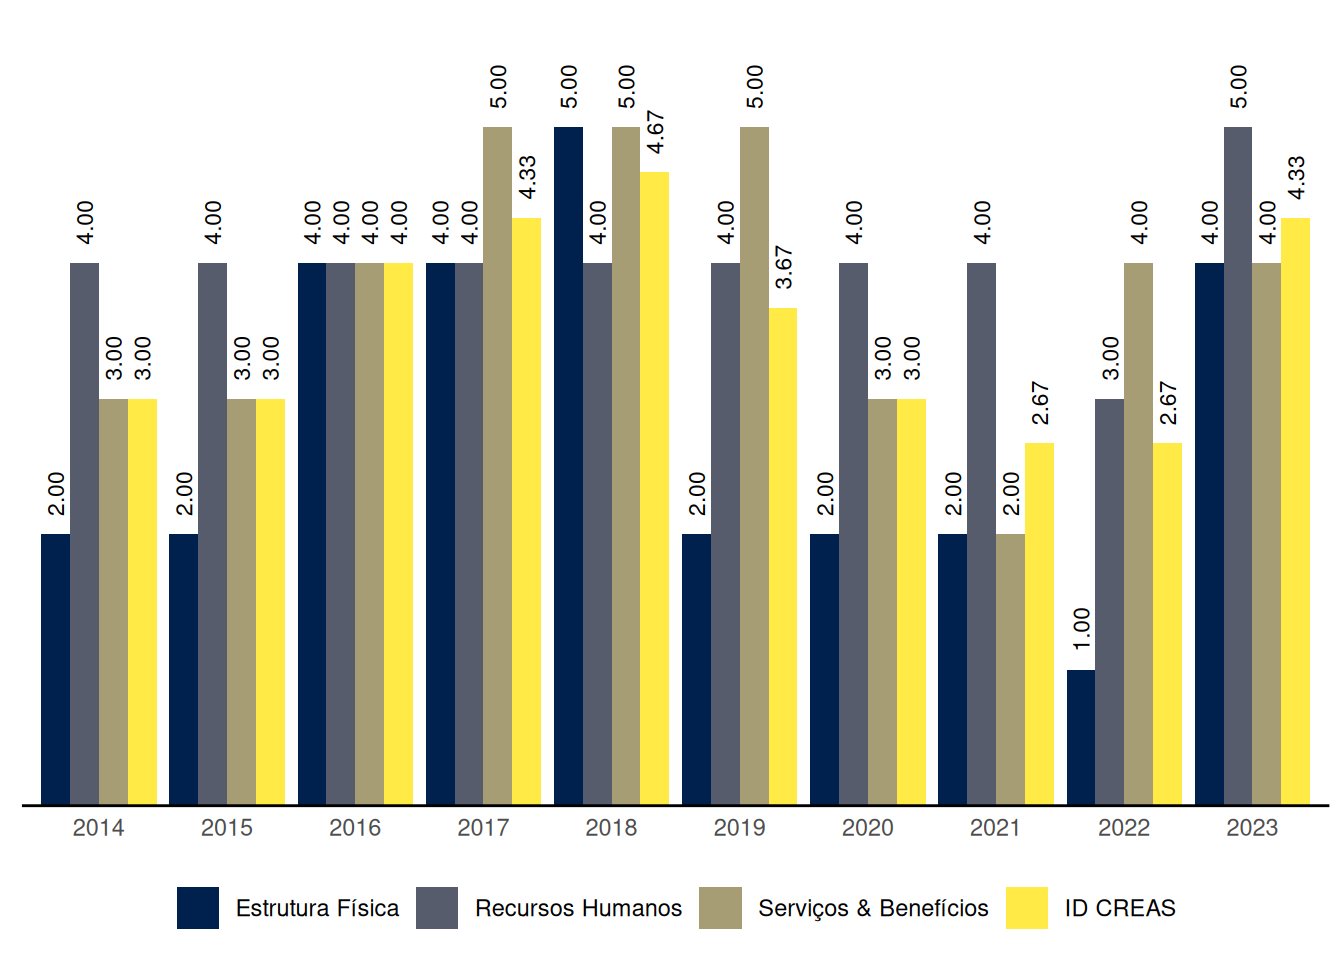 2.00 4.00 3.00 3.00 2.00 4.00 3.00 3.00 4.00 4.00 4.00 4.00 4.00 4.00 5.00 4.33 5.00 4.00 5.00 4.67 2.00 4.00 5.00 3.67 2.00 4.00 3.00 3.00 2.00 4.00 2.00 2.67 1.00 3.00 4.00 2.67 4.00 5.00 4.00 4.33
2014 2015 2016 2017 2018 2019 2020 2021 2022 2023
Estrutura Física Recursos Humanos Serviços & Benefícios ID CREAS